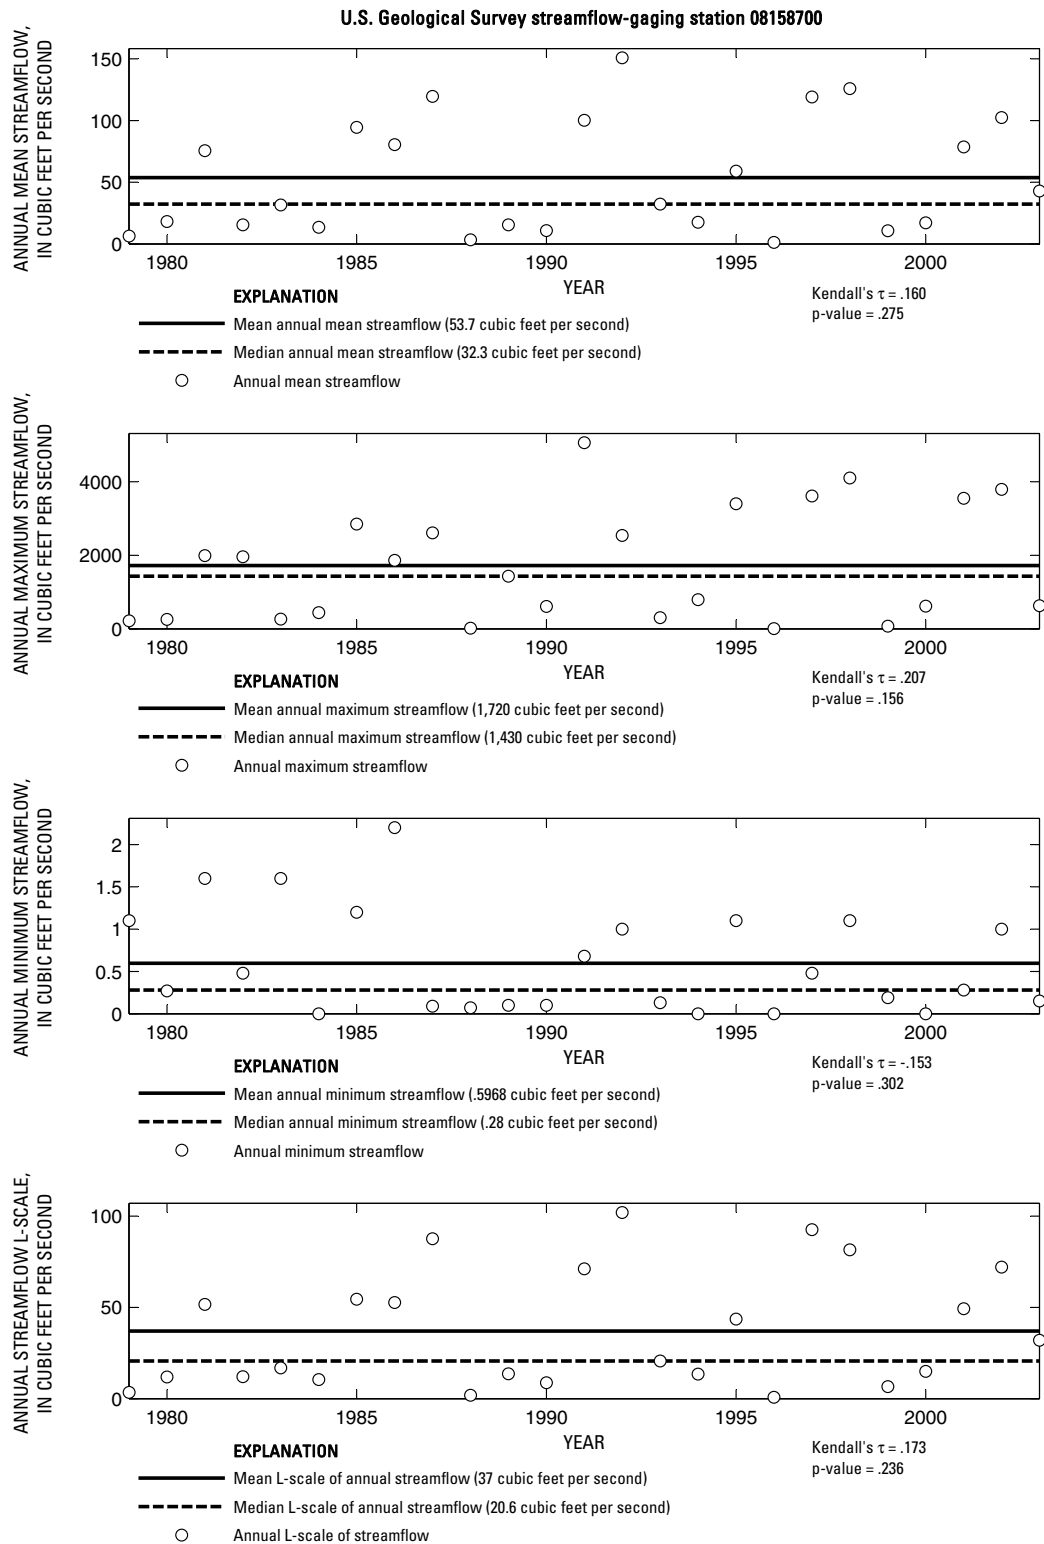 U.S. Geological Survey streamflow-gaging station 08158700
ANNUAL MEAN STREAMFLOW,
IN CUBIC FEET PER SECOND
150
100
50
0
1980 1985 1990 1995 2000
YEAR
Kendall's τ = .160
p-value = .275
EXPLANATION
Mean annual mean streamflow (53.7 cubic feet per second)
Median annual mean streamflow (32.3 cubic feet per second)
Annual mean streamflow
ANNUAL MAXIMUM STREAMFLOW,
IN CUBIC FEET PER SECOND
4000
2000
0
1980 1985 1990 1995 2000
YEAR
Kendall's τ = .207
p-value = .156
EXPLANATION
Mean annual maximum streamflow (1,720 cubic feet per second)
Median annual maximum streamflow (1,430 cubic feet per second)
Annual maximum streamflow
ANNUAL MINIMUM STREAMFLOW,
IN CUBIC FEET PER SECOND
2
1.5
1
0.5
0
1980 1985 1990 1995 2000
YEAR
Kendall's τ = -.153
p-value = .302
EXPLANATION
Mean annual minimum streamflow (.5968 cubic feet per second)
Median annual minimum streamflow (.28 cubic feet per second)
Annual minimum streamflow
ANNUAL STREAMFLOW L-SCALE,
IN CUBIC FEET PER SECOND
100
50
0
1980 1985 1990 1995 2000
YEAR
Kendall's τ = .173
p-value = .236
EXPLANATION
Mean L-scale of annual streamflow (37 cubic feet per second)
Median L-scale of annual streamflow (20.6 cubic feet per second)
Annual L-scale of streamflow